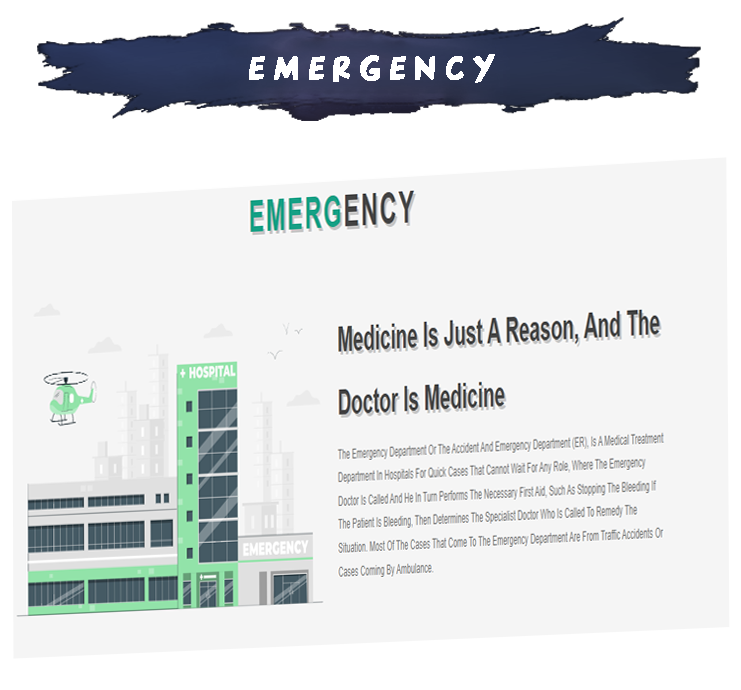 EMERGENCY
EMERGENCY
Medicine Is Just A Reason, And The
Doctor Is Medicine
The Emergency Department Or The Accident And Emergency Department (ER), Is A Medical Treatment
Department In Hospitals For Quick Cases That Cannot Wait For Any Role, Where The Emergency
Doctor Is Called And He In Turn Performs The Necessary First Aid, Such As Stopping The Bleeding If
The Patient Is Bleeding, Then Determines The Specialist Doctor Who Is Called To Remedy The
Situation. Most Of The Cases That Come To The Emergency Department Are From Traffic Accidents Or
Cases Coming By Ambulance.
+ HOSPITAL
EMERGENCY